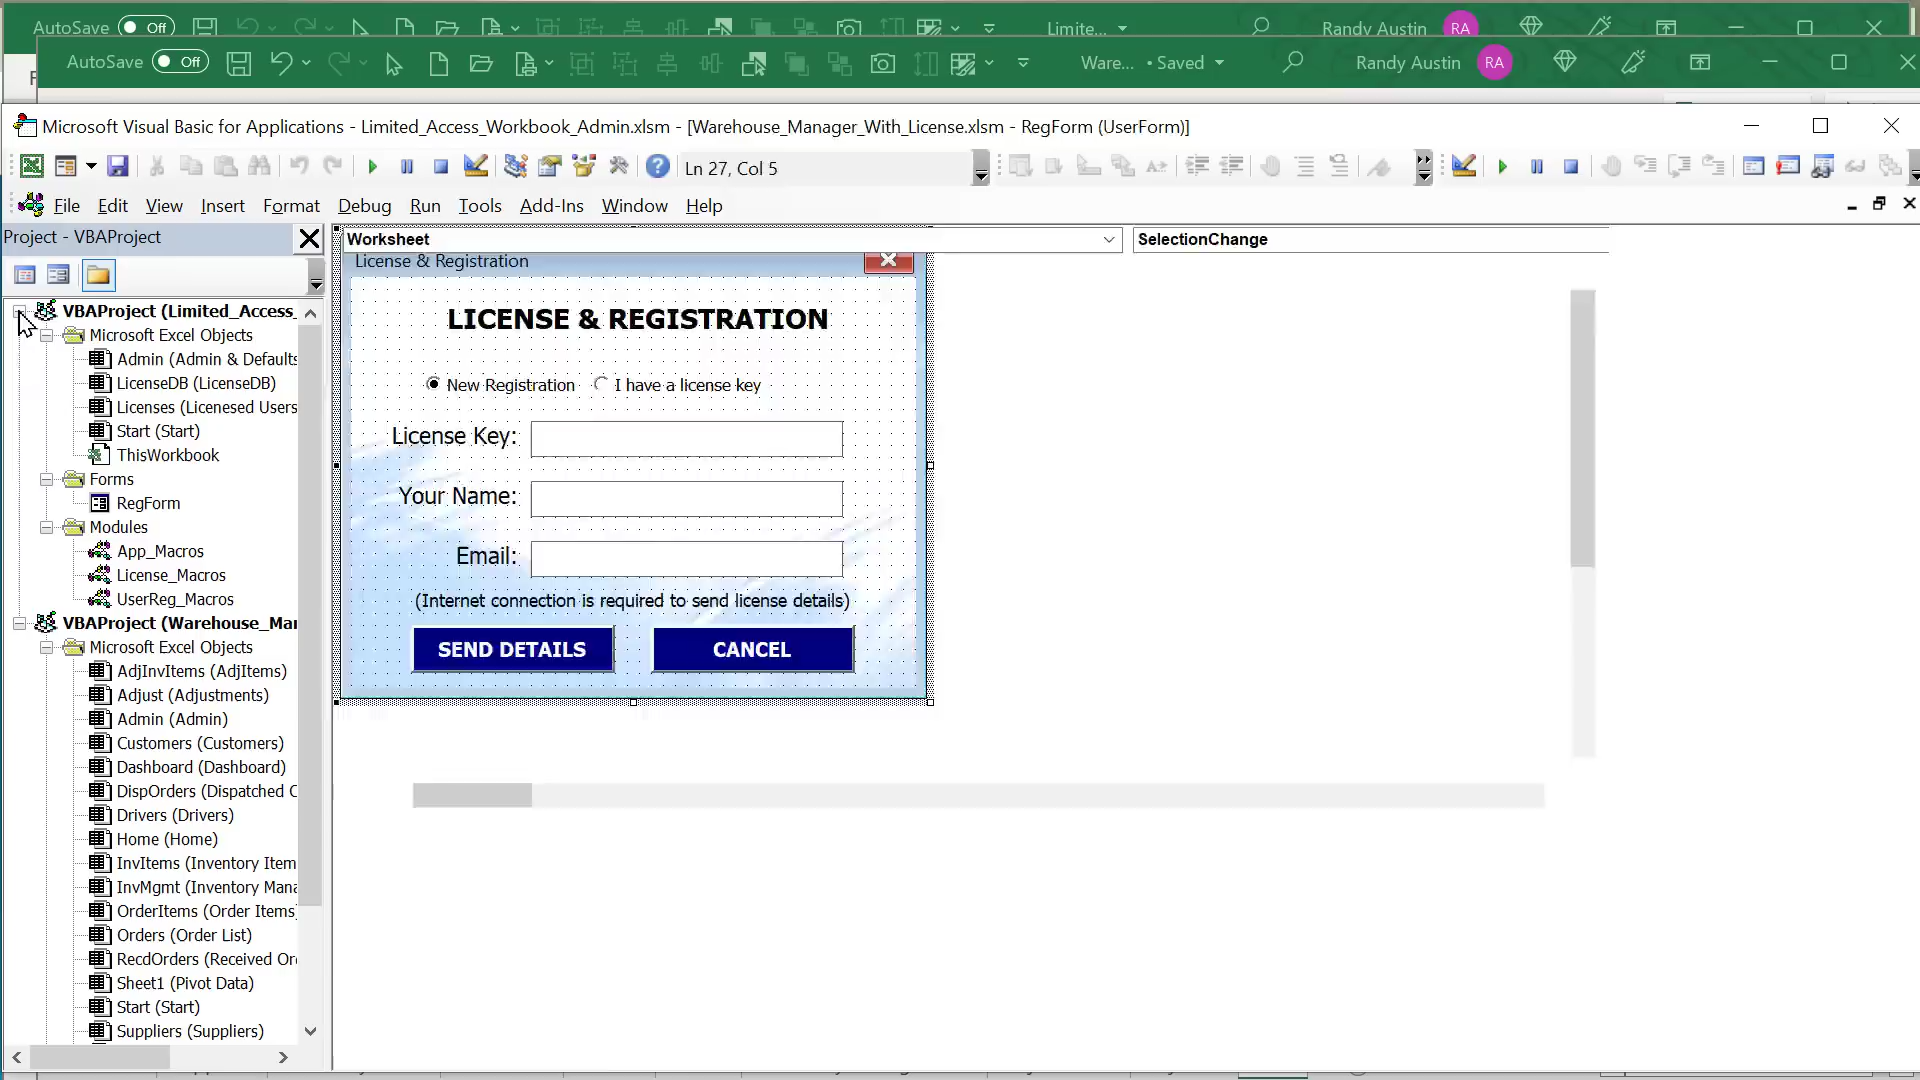 AutoSave Off Limite... Randy Austin RA
AutoSave Off Ware... • Saved Randy Austin RA
Microsoft Visual Basic for Applications - Limited_Access_Workbook_Admin.xlsm - [Warehouse_Manager_With_License.xlsm - RegForm (UserForm)]
Ln 27, Col 5
File Edit View Insert Format Debug Run Tools Add-Ins Window Help
Project - VBAProject
Worksheet
SelectionChange
VBAProject (Limited_Access_
Microsoft Excel Objects
Admin (Admin & Defaults
LicenseDB (LicenseDB)
Licenses (Licenesed Users
Start (Start)
ThisWorkbook
Forms
RegForm
Modules
App_Macros
License_Macros
UserReg_Macros
VBAProject (Warehouse_Mar
Microsoft Excel Objects
AdjInvItems (AdjItems)
Adjust (Adjustments)
Admin (Admin)
Customers (Customers)
Dashboard (Dashboard)
DispOrders (Dispatched C
Drivers (Drivers)
Home (Home)
InvItems (Inventory Item
InvMgmt (Inventory Mana
OrderItems (Order Items)
Orders (Order List)
RecdOrders (Received Or
Sheet1 (Pivot Data)
Start (Start)
Suppliers (Suppliers)
License & Registration
LICENSE & REGISTRATION
New Registration I have a license key
License Key:
Your Name:
Email:
(Internet connection is required to send license details)
SEND DETAILS CANCEL